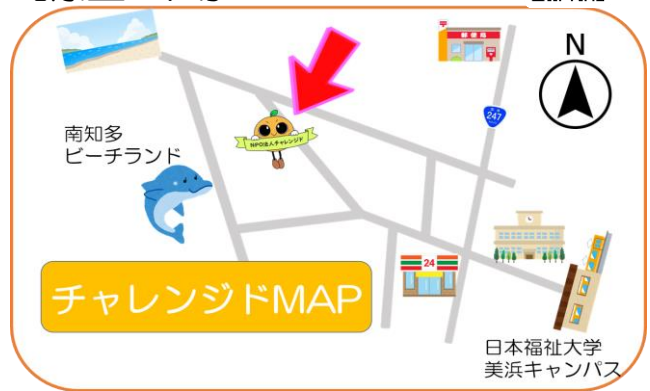 郵便局
N
247
南知多
ビーチランド
NPO法人チャレンジド
24
チャレンジドMAP
日本福祉大学
美浜キャンパス